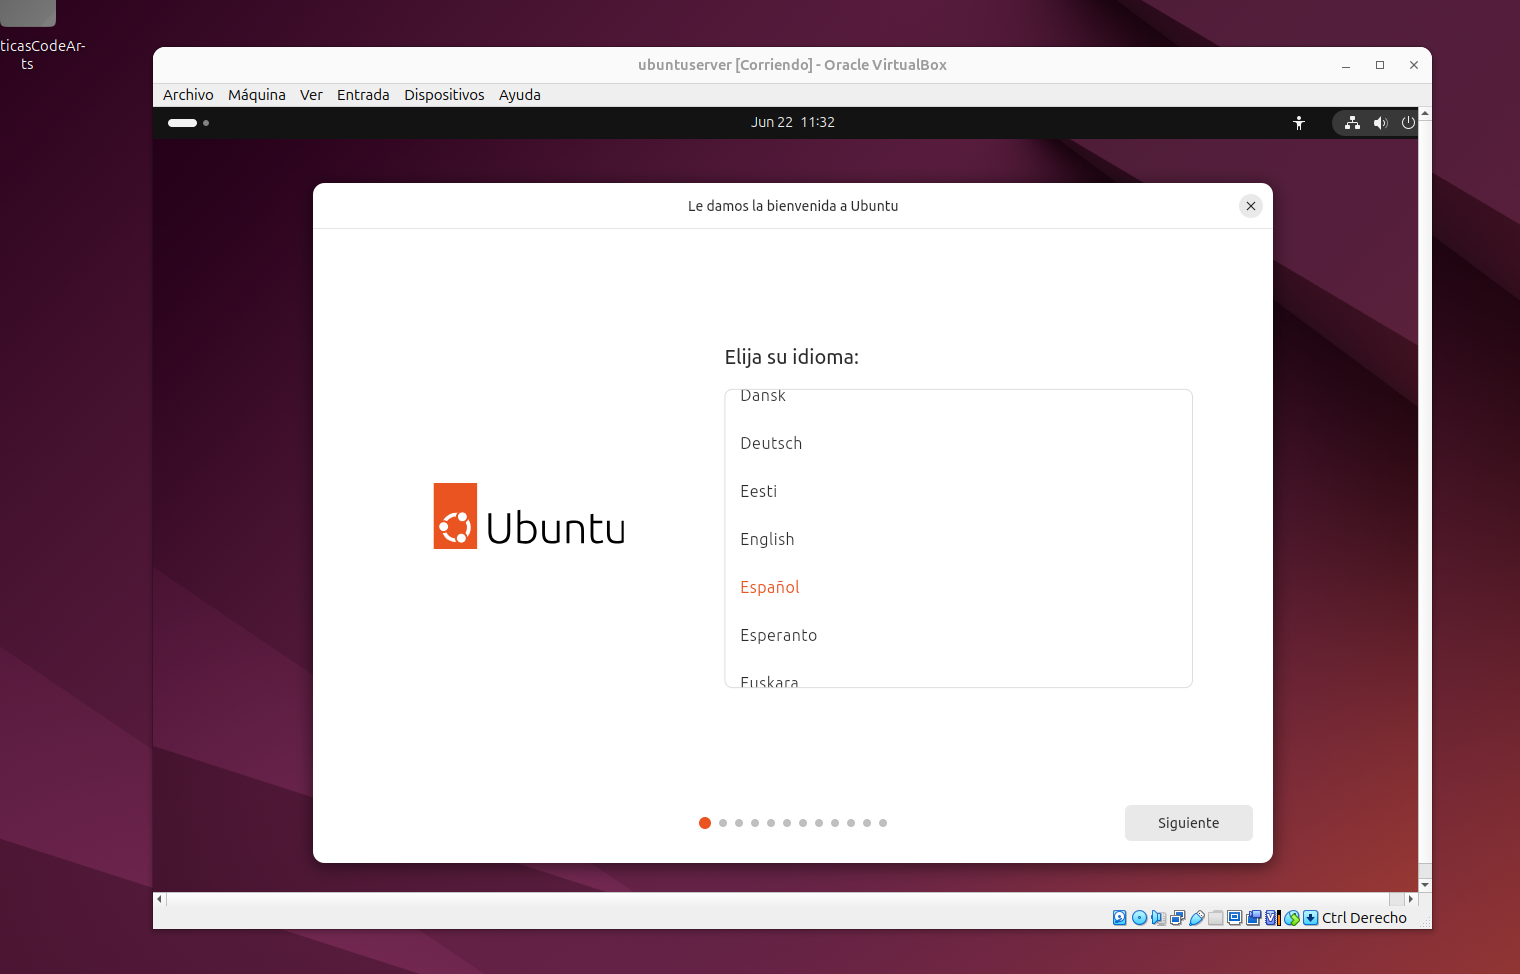 ticasCodeAr-
ts
ubuntuserver [Corriendo] - Oracle VirtualBox
Archivo Máquina Ver Entrada Dispositivos Ayuda
Jun 22 11:32
Le damos la bienvenida a Ubuntu
Elija su idioma:
Dansk
Deutsch
Eesti
English
Español
Esperanto
Euskara
Ubuntu
Siguiente
Ctrl Derecho